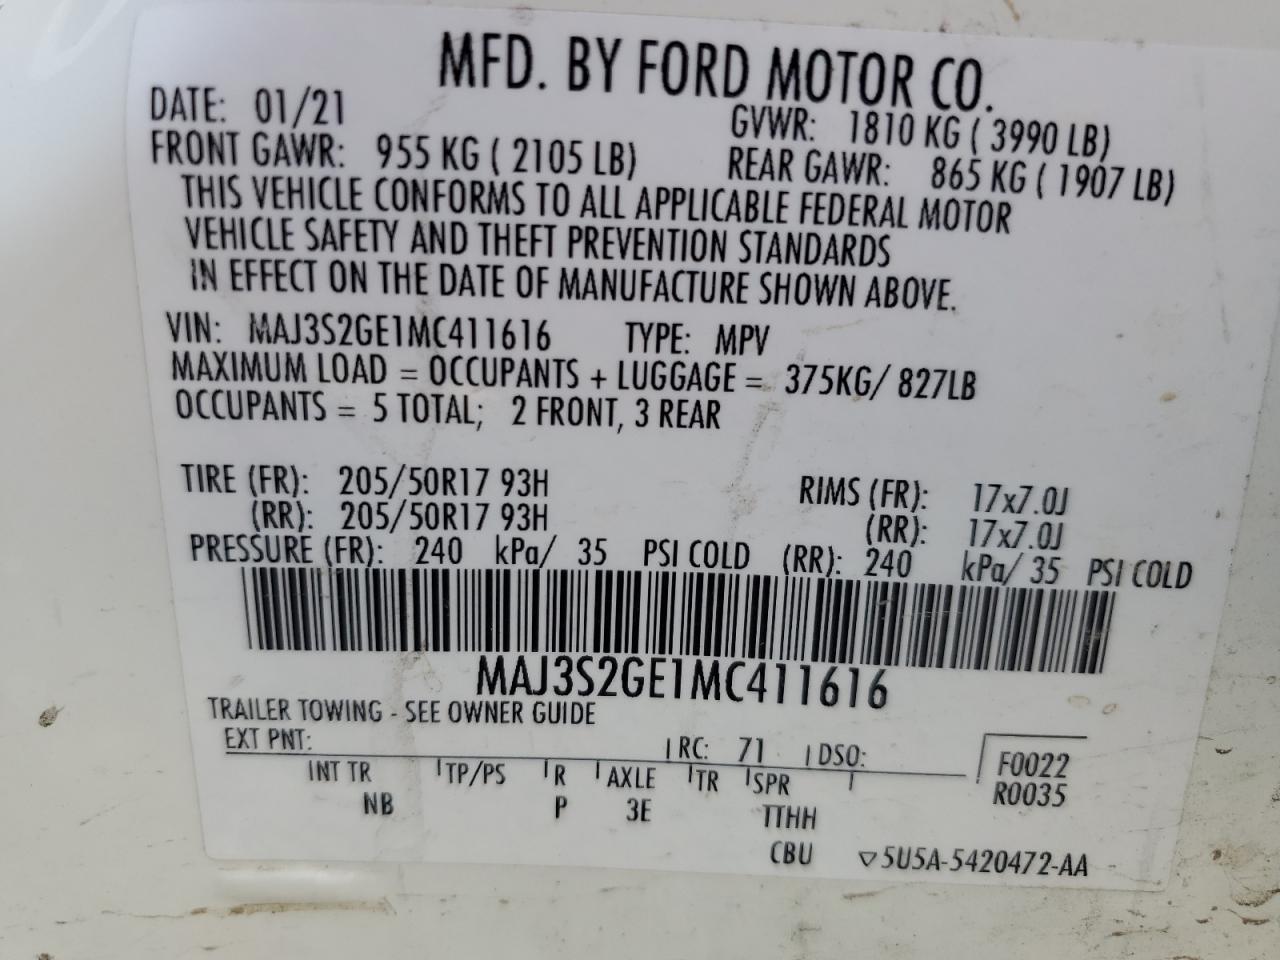 MFD. BY FORD MOTOR CO.
DATE: 01/21 GVWR: 1810 KG ( 3990 LB)
FRONT GAWR: 955 KG ( 2105 LB) REAR GAWR: 865 KG ( 1907 LB)
THIS VEHICLE CONFORMS TO ALL APPLICABLE FEDERAL MOTOR
VEHICLE SAFETY AND THEFT PREVENTION STANDARDS
IN EFFECT ON THE DATE OF MANUFACTURE SHOWN ABOVE.
VIN: MAJ3S2GE1MC411616 TYPE: MPV
MAXIMUM LOAD = OCCUPANTS + LUGGAGE = 375KG/ 827LB
OCCUPANTS = 5 TOTAL; 2 FRONT, 3 REAR
TIRE (FR): 205/50R17 93H RIMS (FR): 17x7.0J
(RR): 205/50R17 93H (RR): 17x7.0J
PRESSURE (FR): 240 kPa/ 35 PSI COLD (RR): 240 kPa/ 35 PSI COLD
MAJ3S2GE1MC411616
TRAILER TOWING - SEE OWNER GUIDE
EXT PNT: RC: 71 DSO: F0022
INT TR TP/PS R AXLE TR SPR R0035
NB P 3E TTHH
CBU ▽5U5A-5420472-AA